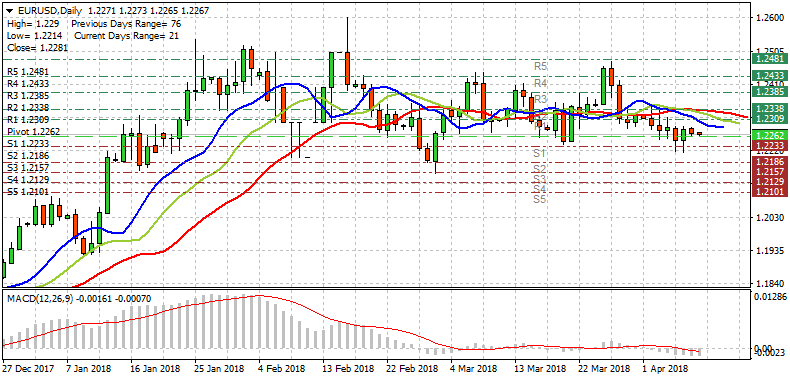 EURUSD,Daily 1.2271 1.2273 1.2265 1.2267
High= 1.229 Previous Days Range= 76
Low= 1.2214 Current Days Range= 21
Close= 1.2281
R5 1.2481
R4 1.2433
R3 1.2385
R2 1.2338
R1 1.2309
Pivot 1.2262
S1 1.2233
S2 1.2186
S3 1.2157
S4 1.2129
S5 1.2101
R5
R4
R3
S1
S2
S3
S4
S5
1.2600
1.2505
1.2481
1.2433
1.2410
1.2385
1.2338
1.2309
1.2262
1.2233
1.2186
1.2157
1.2129
1.2101
1.2030
1.1935
1.1840
MACD(12,26,9) -0.00161 -0.00070
0.01286
0.00
-0.0023
27 Dec 2017 7 Jan 2018 16 Jan 2018 25 Jan 2018 4 Feb 2018 13 Feb 2018 22 Feb 2018 4 Mar 2018 13 Mar 2018 22 Mar 2018 1 Apr 2018